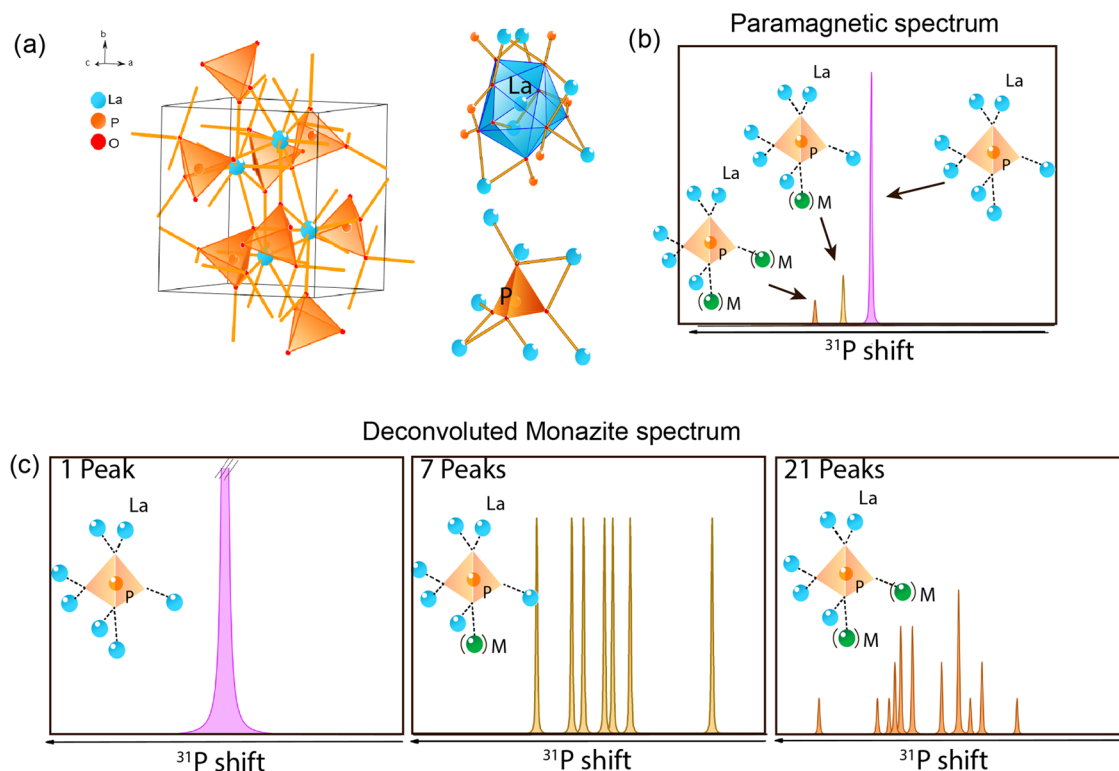 (a)
b
c
a
La
P
O
La
P
Paramagnetic spectrum
(b)
La
La
P
P
( )M
La
P
( )M
( )M
³¹P shift
Deconvoluted Monazite spectrum
(c)
1 Peak
La
P
³¹P shift
7 Peaks
La
P
( )M
³¹P shift
21 Peaks
La
P
( )M
( )M
³¹P shift